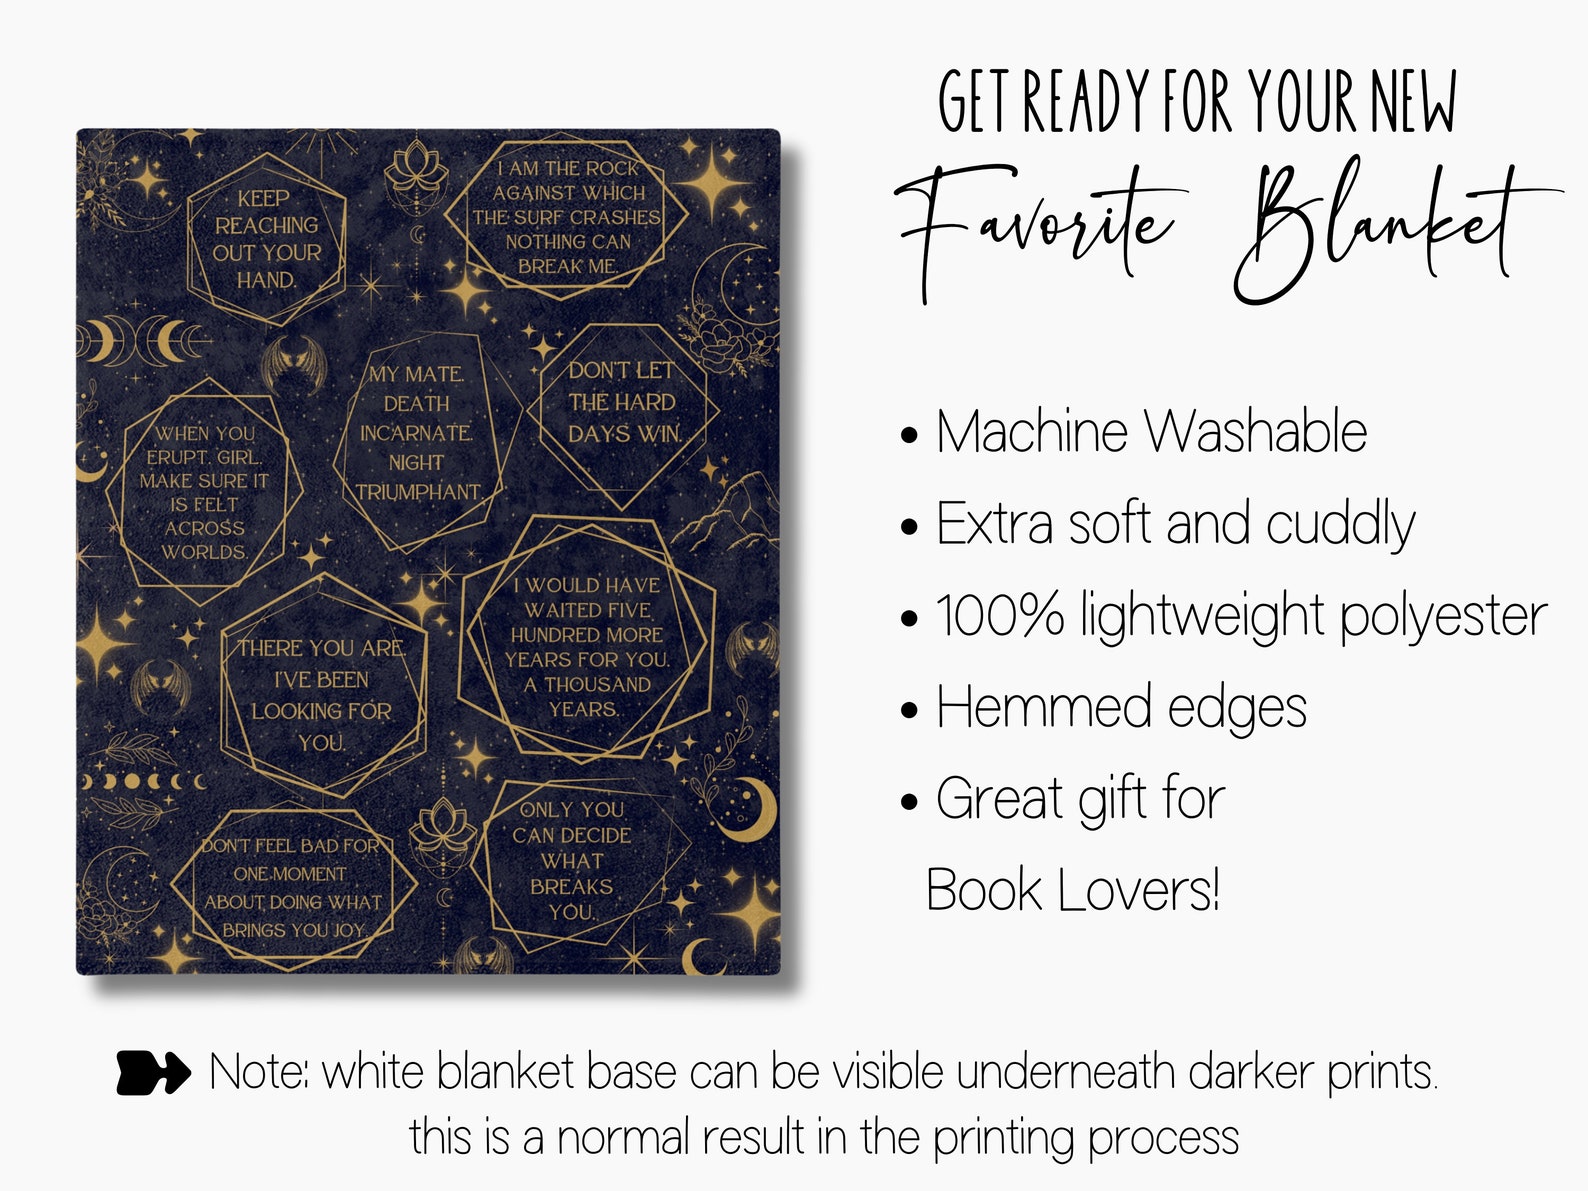 GET READY FOR YOUR NEW
Favorite Blanket
KEEP
REACHING
OUT YOUR
HAND.
I AM THE ROCK
AGAINST WHICH
THE SURF CRASHES
NOTHING CAN
BREAK ME.
MY MATE.
DEATH
INCARNATE.
NIGHT
TRIUMPHANT.
DON'T LET
THE HARD
DAYS WIN.
WHEN YOU
ERUPT, GIRL,
MAKE SURE IT
IS FELT
ACROSS
WORLDS.
I WOULD HAVE
WAITED FIVE
HUNDRED MORE
YEARS FOR YOU.
A THOUSAND
YEARS.
THERE YOU ARE.
I'VE BEEN
LOOKING FOR
YOU.
ONLY YOU
CAN DECIDE
WHAT
BREAKS
YOU.
DON'T FEEL BAD FOR
ONE MOMENT
ABOUT DOING WHAT
BRINGS YOU JOY.
• Machine Washable
• Extra soft and cuddly
• 100% lightweight polyester
• Hemmed edges
• Great gift for
Book Lovers!
Note: white blanket base can be visible underneath darker prints.
this is a normal result in the printing process